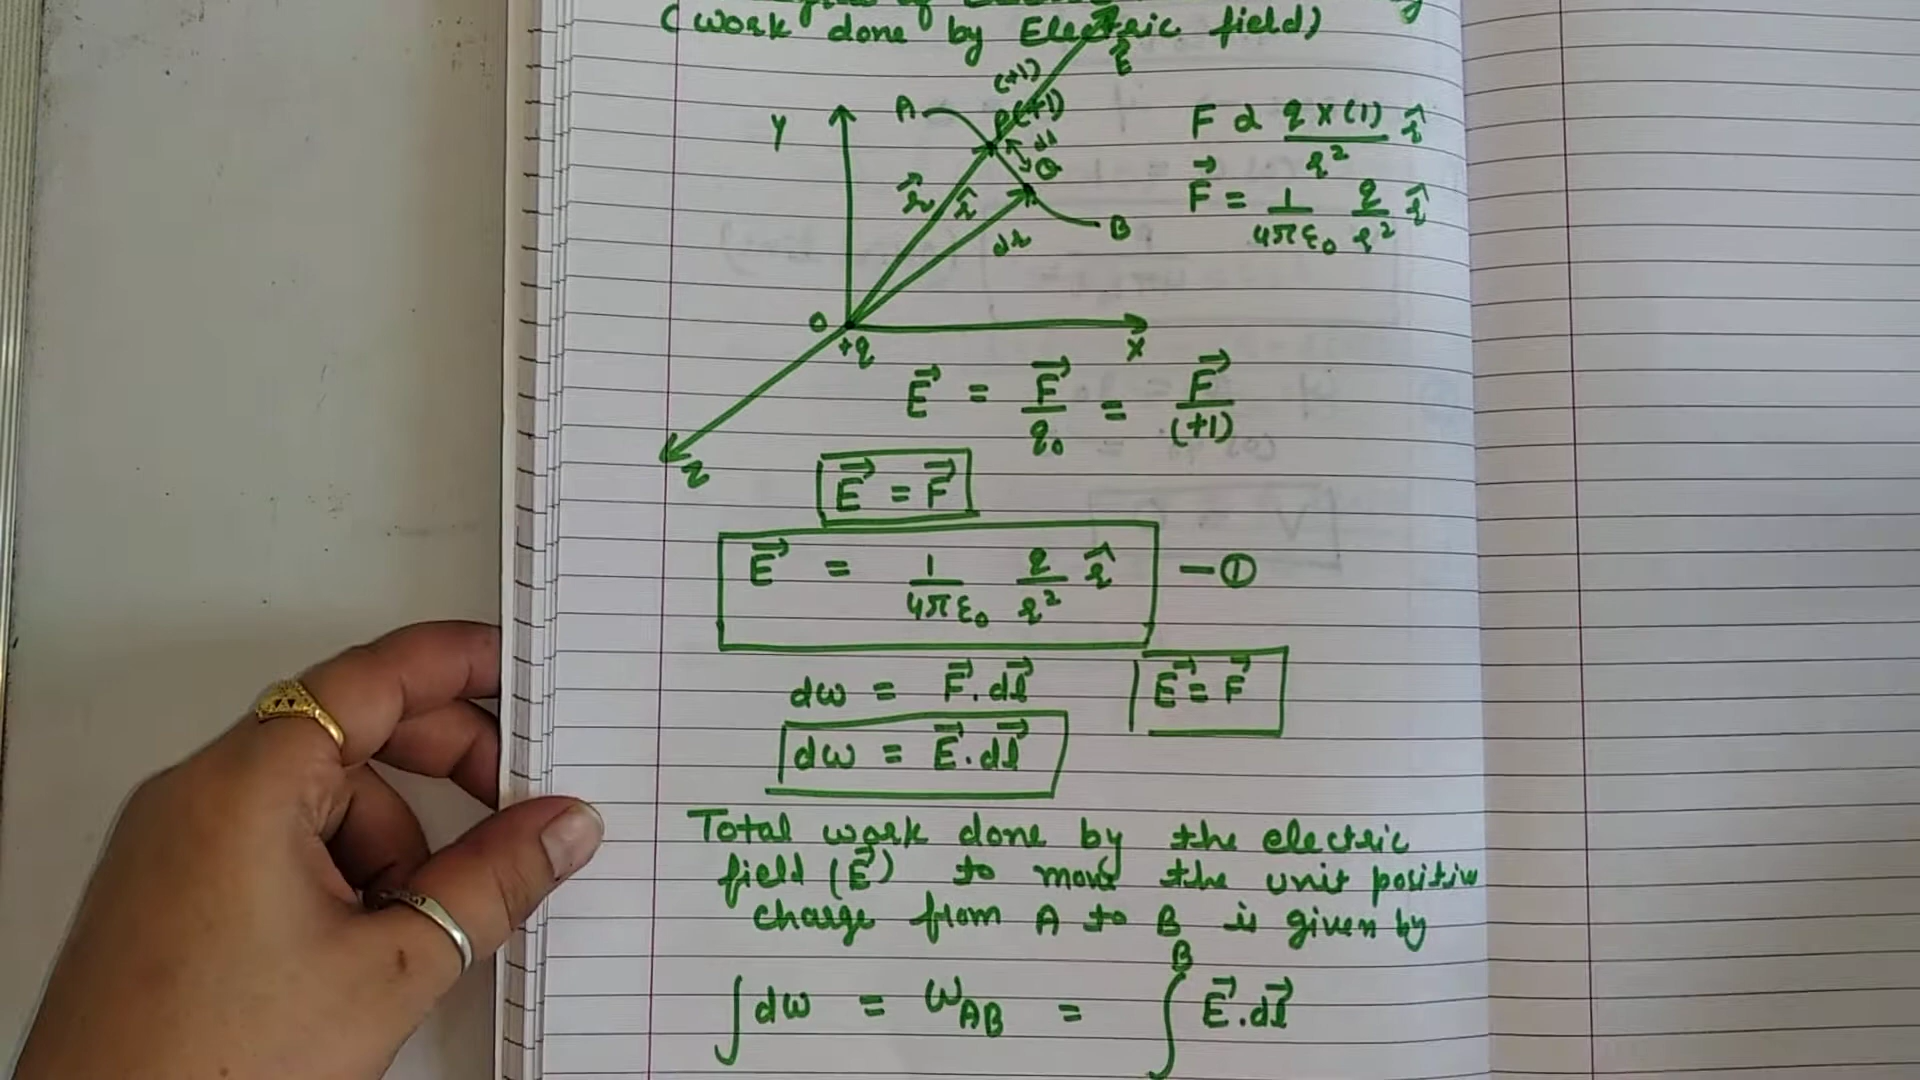 (work done by Electric field)
E
(+1)
A
P(+1)
Y
dl
Q
r⃗ r̂
B
dr
F α q×(1)/r² r̂
F⃗ = 1/4πε₀ q/r² r̂
O
+q
X
Z
E⃗ = F⃗/q₀ = F⃗/(+1)
E⃗ = F⃗
E⃗ = 1/4πε₀ q/r² r̂ — ①
dw = F⃗.dl⃗ E⃗ = F⃗
dw = E⃗.dl⃗
Total work done by the electric
field (E⃗) to move the unit positive
charge from A to B is given by
∫dw = W_AB = ∫^B E⃗.dl⃗